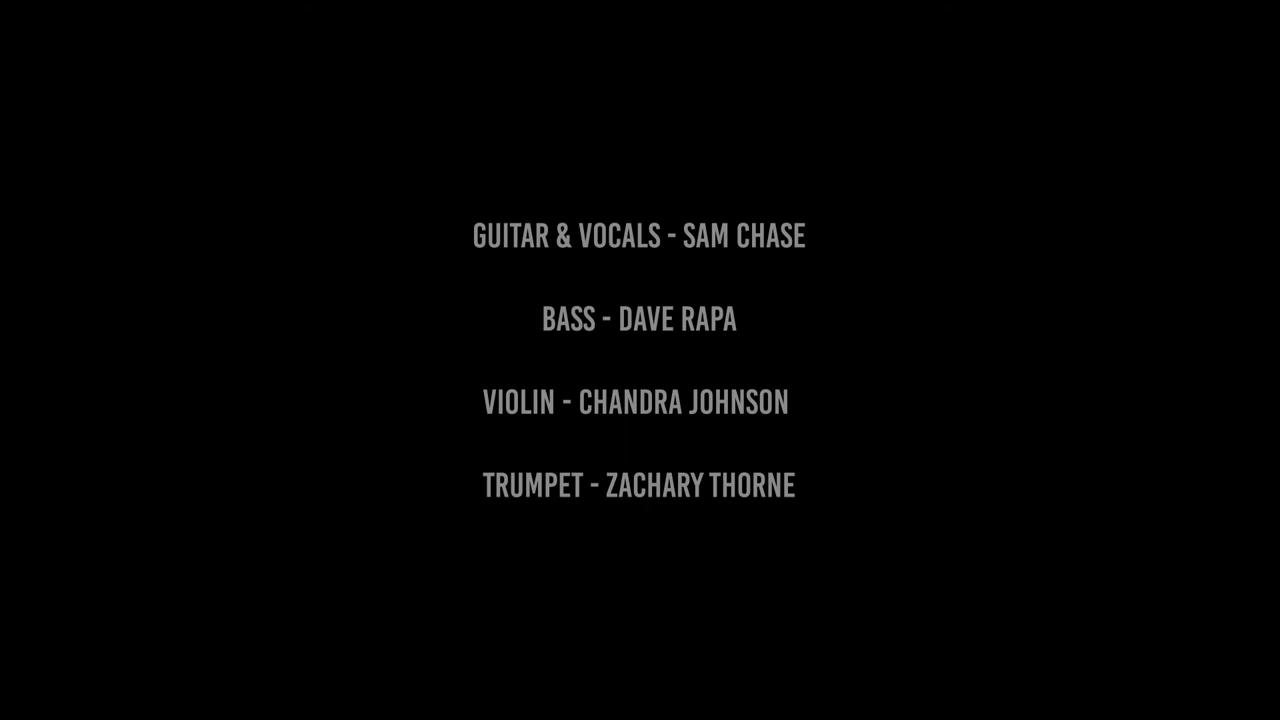 GUITAR & VOCALS - SAM CHASE
BASS - DAVE RAPA
VIOLIN - CHANDRA JOHNSON
TRUMPET - ZACHARY THORNE